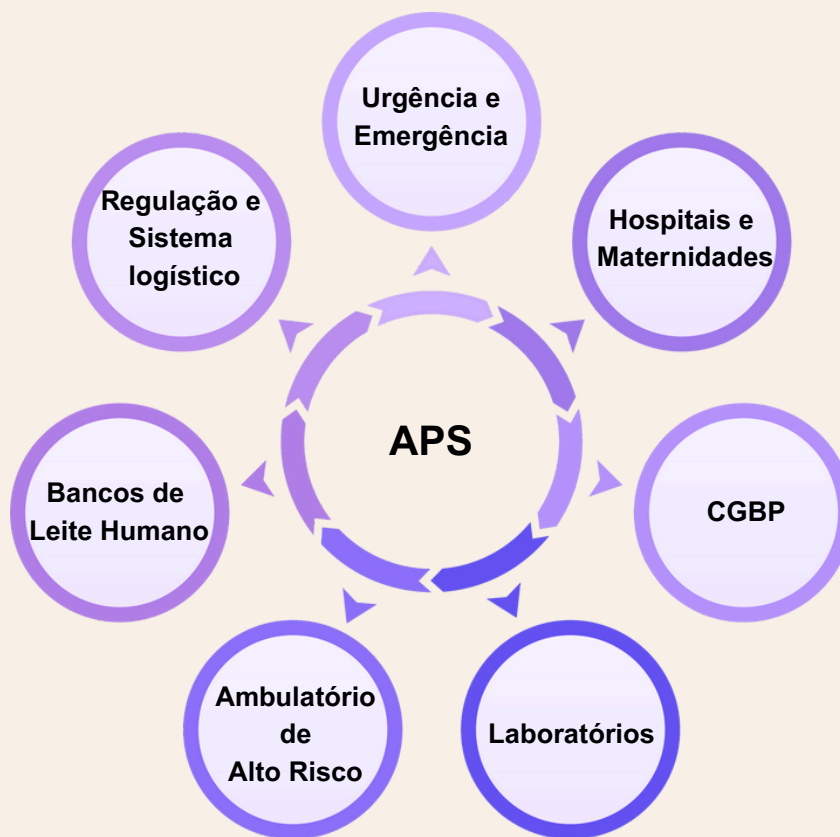 Urgência e
Emergência
Regulação e
Sistema
logístico
Hospitais e
Maternidades
APS
Bancos de
Leite Humano
CGBP
Ambulatório
de
Alto Risco
Laboratórios